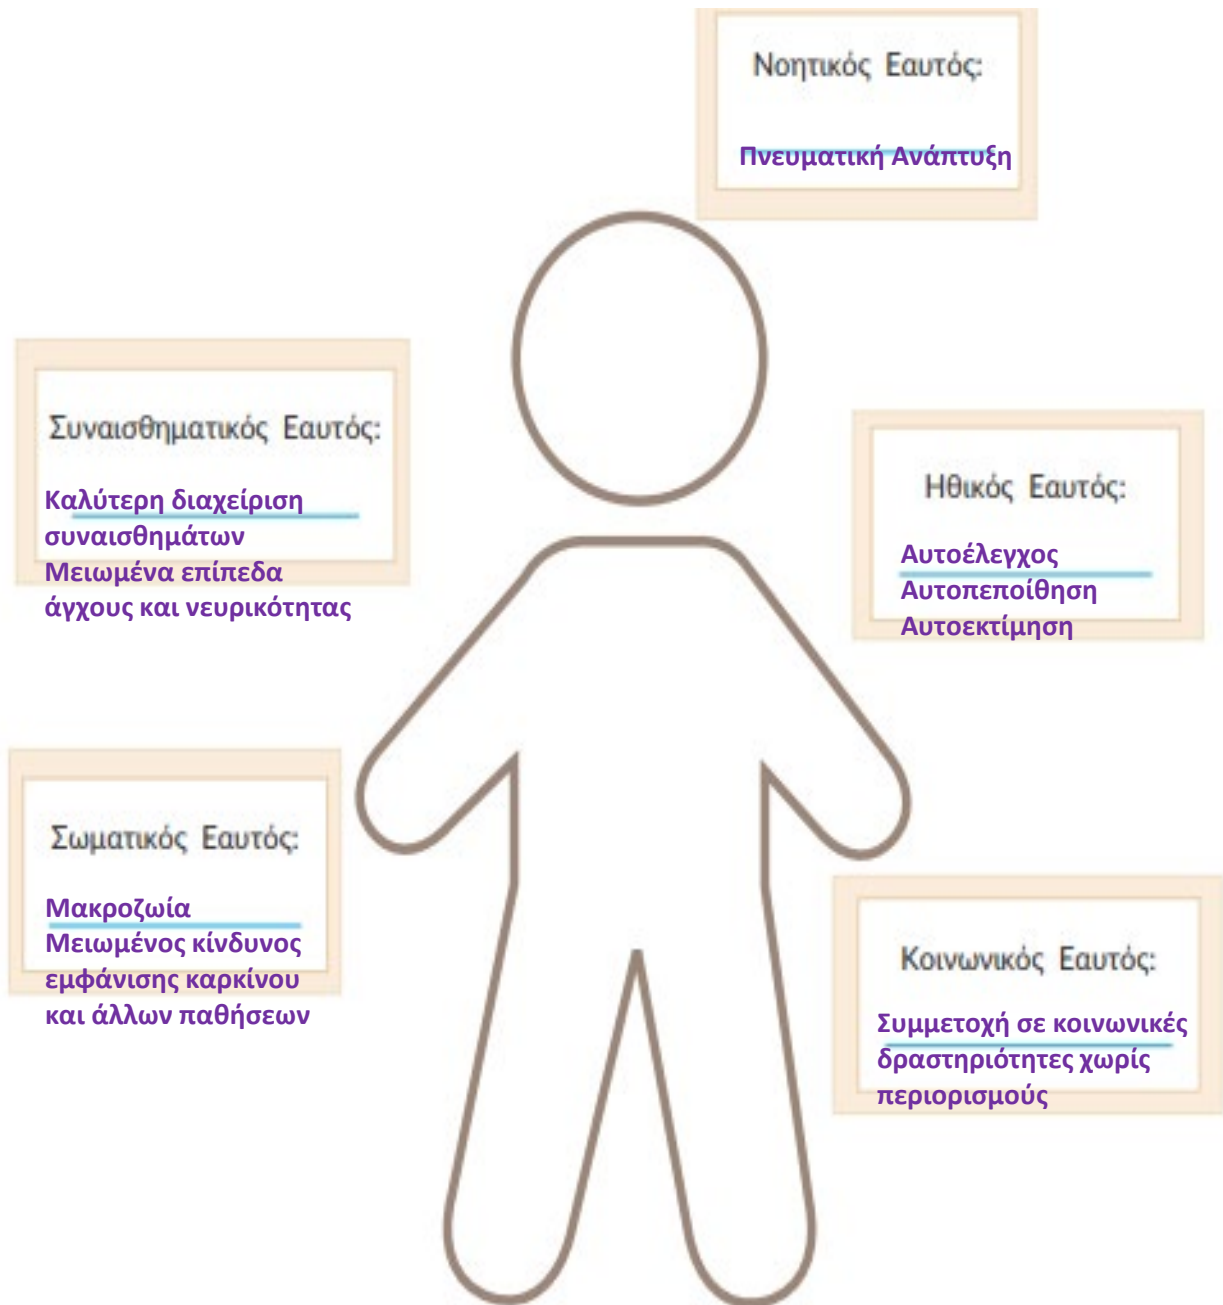 Νοητικός Εαυτός:
Πνευματική Ανάπτυξη
Συναισθηματικός Εαυτός:
Καλύτερη διαχείριση
συναισθημάτων
Μειωμένα επίπεδα
άγχους και νευρικότητας
Ηθικός Εαυτός:
Αυτοέλεγχος
Αυτοπεποίθηση
Αυτοεκτίμηση
Σωματικός Εαυτός:
Μακροζωία
Μειωμένος κίνδυνος
εμφάνισης καρκίνου
και άλλων παθήσεων
Κοινωνικός Εαυτός:
Συμμετοχή σε κοινωνικές
δραστηριότητες χωρίς
περιορισμούς